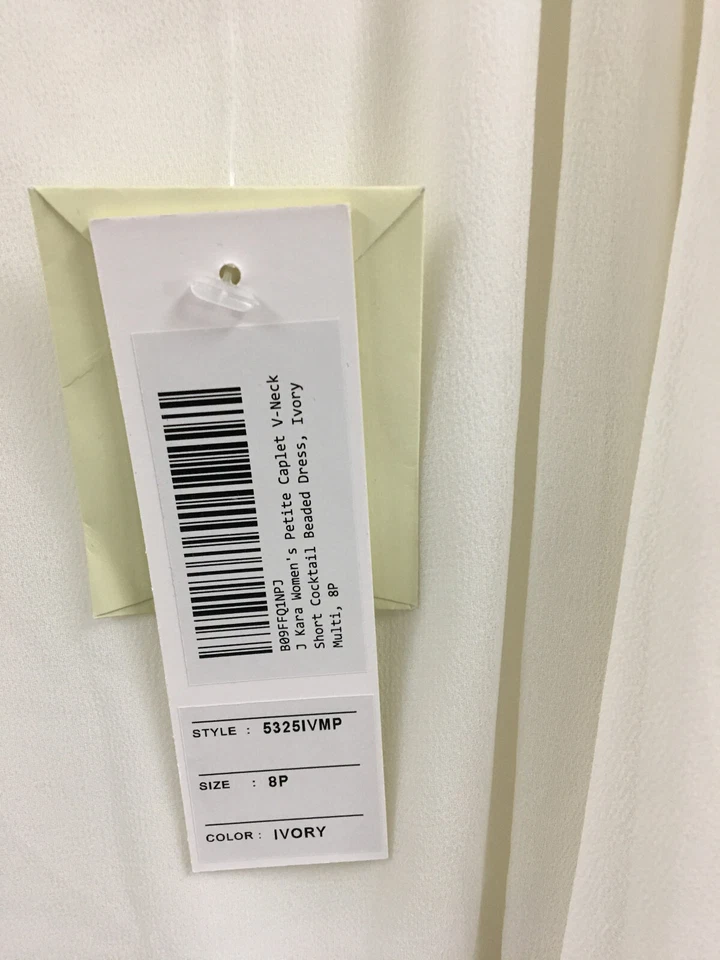 B09FFQ1NPJ
J Kara Women's Petite Caplet V-Neck
Short Cocktail Beaded Dress, Ivory
Multi, 8P
STYLE : 5325IVMP
SIZE : 8P
COLOR : IVORY